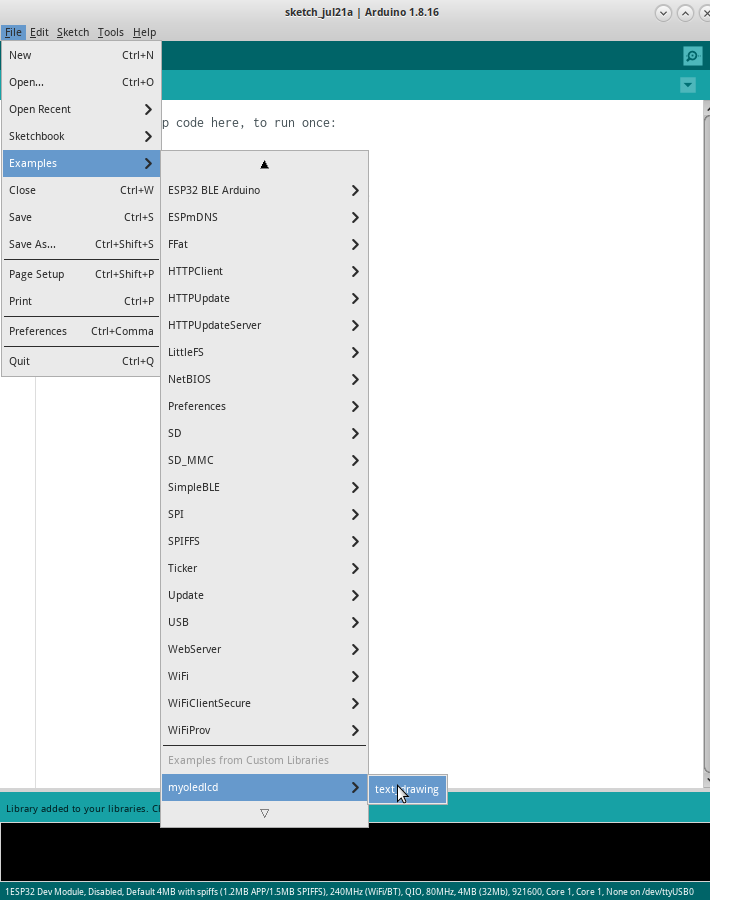 sketch_jul21a | Arduino 1.8.16
File Edit Sketch Tools Help
New Ctrl+N
Open... Ctrl+O
Open Recent
Sketchbook
Examples
Close Ctrl+W
Save Ctrl+S
Save As... Ctrl+Shift+S
Page Setup Ctrl+Shift+P
Print Ctrl+P
Preferences Ctrl+Comma
Quit Ctrl+Q
p code here, to run once:
ESP32 BLE Arduino
ESPmDNS
FFat
HTTPClient
HTTPUpdate
HTTPUpdateServer
LittleFS
NetBIOS
Preferences
SD
SD_MMC
SimpleBLE
SPI
SPIFFS
Ticker
Update
USB
WebServer
WiFi
WiFiClientSecure
WiFiProv
Examples from Custom Libraries
myoledlcd
text
Library added to your libraries.
1ESP32 Dev Module, Disabled, Default 4MB with spiffs (1.2MB APP/1.5MB SPIFFS), 240MHz (WiFi/BT), QIO, 80MHz, 4MB (32Mb), 921600, Core 1, Core 1, None on /dev/ttyUSB0